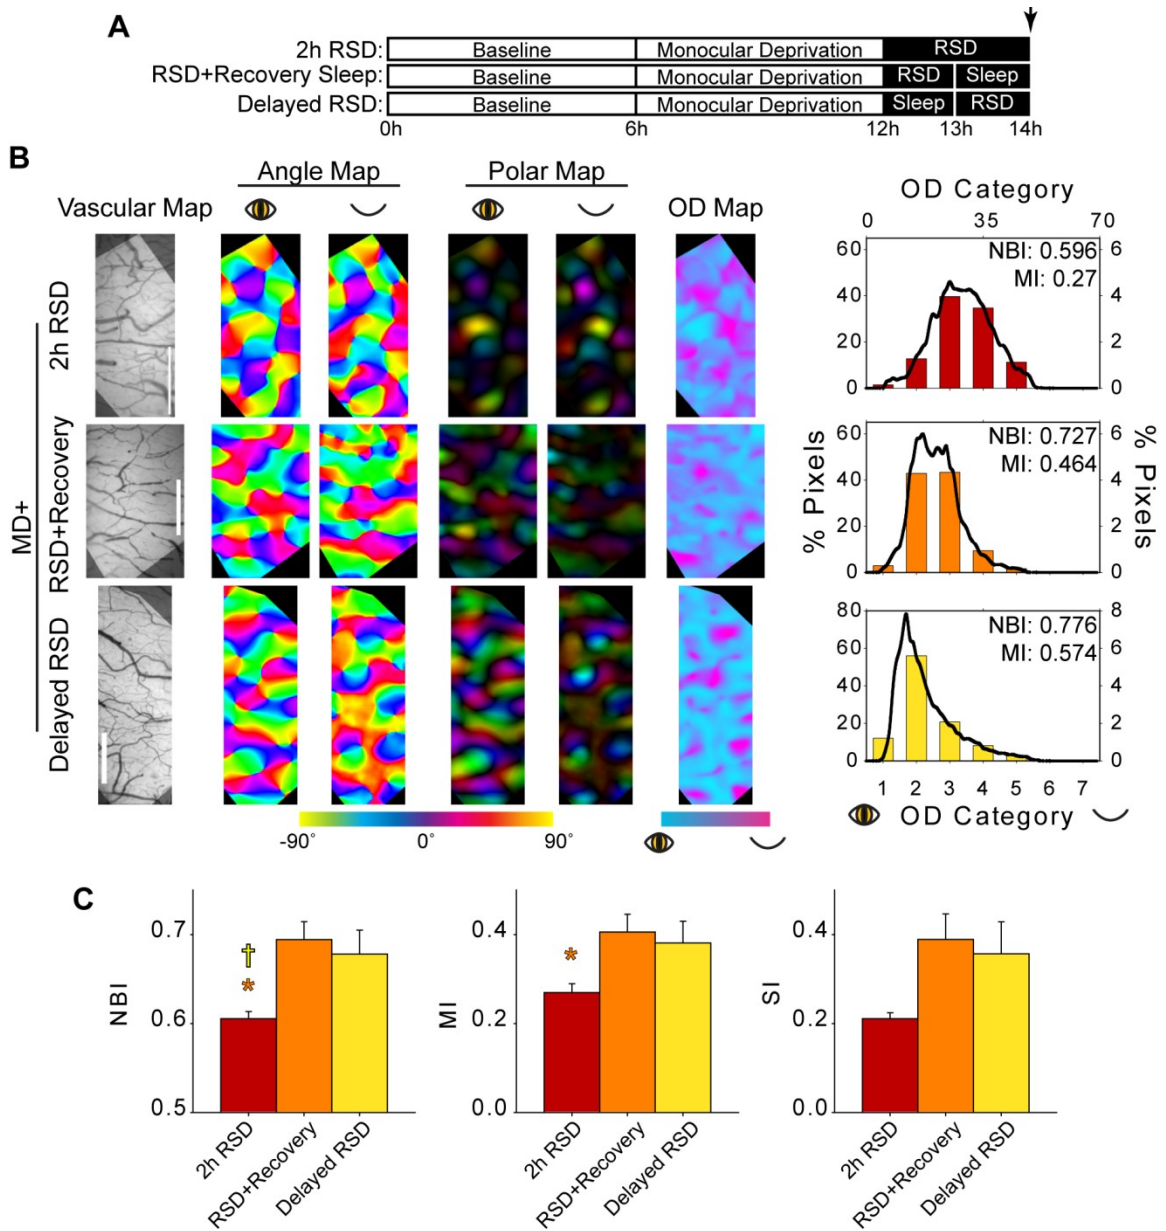 A
2h RSD: Baseline Monocular Deprivation RSD
RSD+Recovery Sleep: Baseline Monocular Deprivation RSD Sleep
Delayed RSD: Baseline Monocular Deprivation Sleep RSD
0h 6h 12h 13h 14h
B
Angle Map Polar Map
Vascular Map OD Map
OD Category
0 35 70
MD+
2h RSD
60 40 20 0
NBI: 0.596
MI: 0.27
6 4 2 0
RSD+Recovery
% Pixels
60 40 20 0
NBI: 0.727
MI: 0.464
6 4 2 0
% Pixels
Delayed RSD
80 60 40 20 0
NBI: 0.776
MI: 0.574
8 6 4 2 0
1 2 3 4 5 6 7
OD Category
-90° 0° 90°
C
NBI
0.7
0.6
0.5
†
*
2h RSD RSD+Recovery Delayed RSD
MI
0.4
0.2
0.0
*
2h RSD RSD+Recovery Delayed RSD
SI
0.4
0.2
0.0
2h RSD RSD+Recovery Delayed RSD